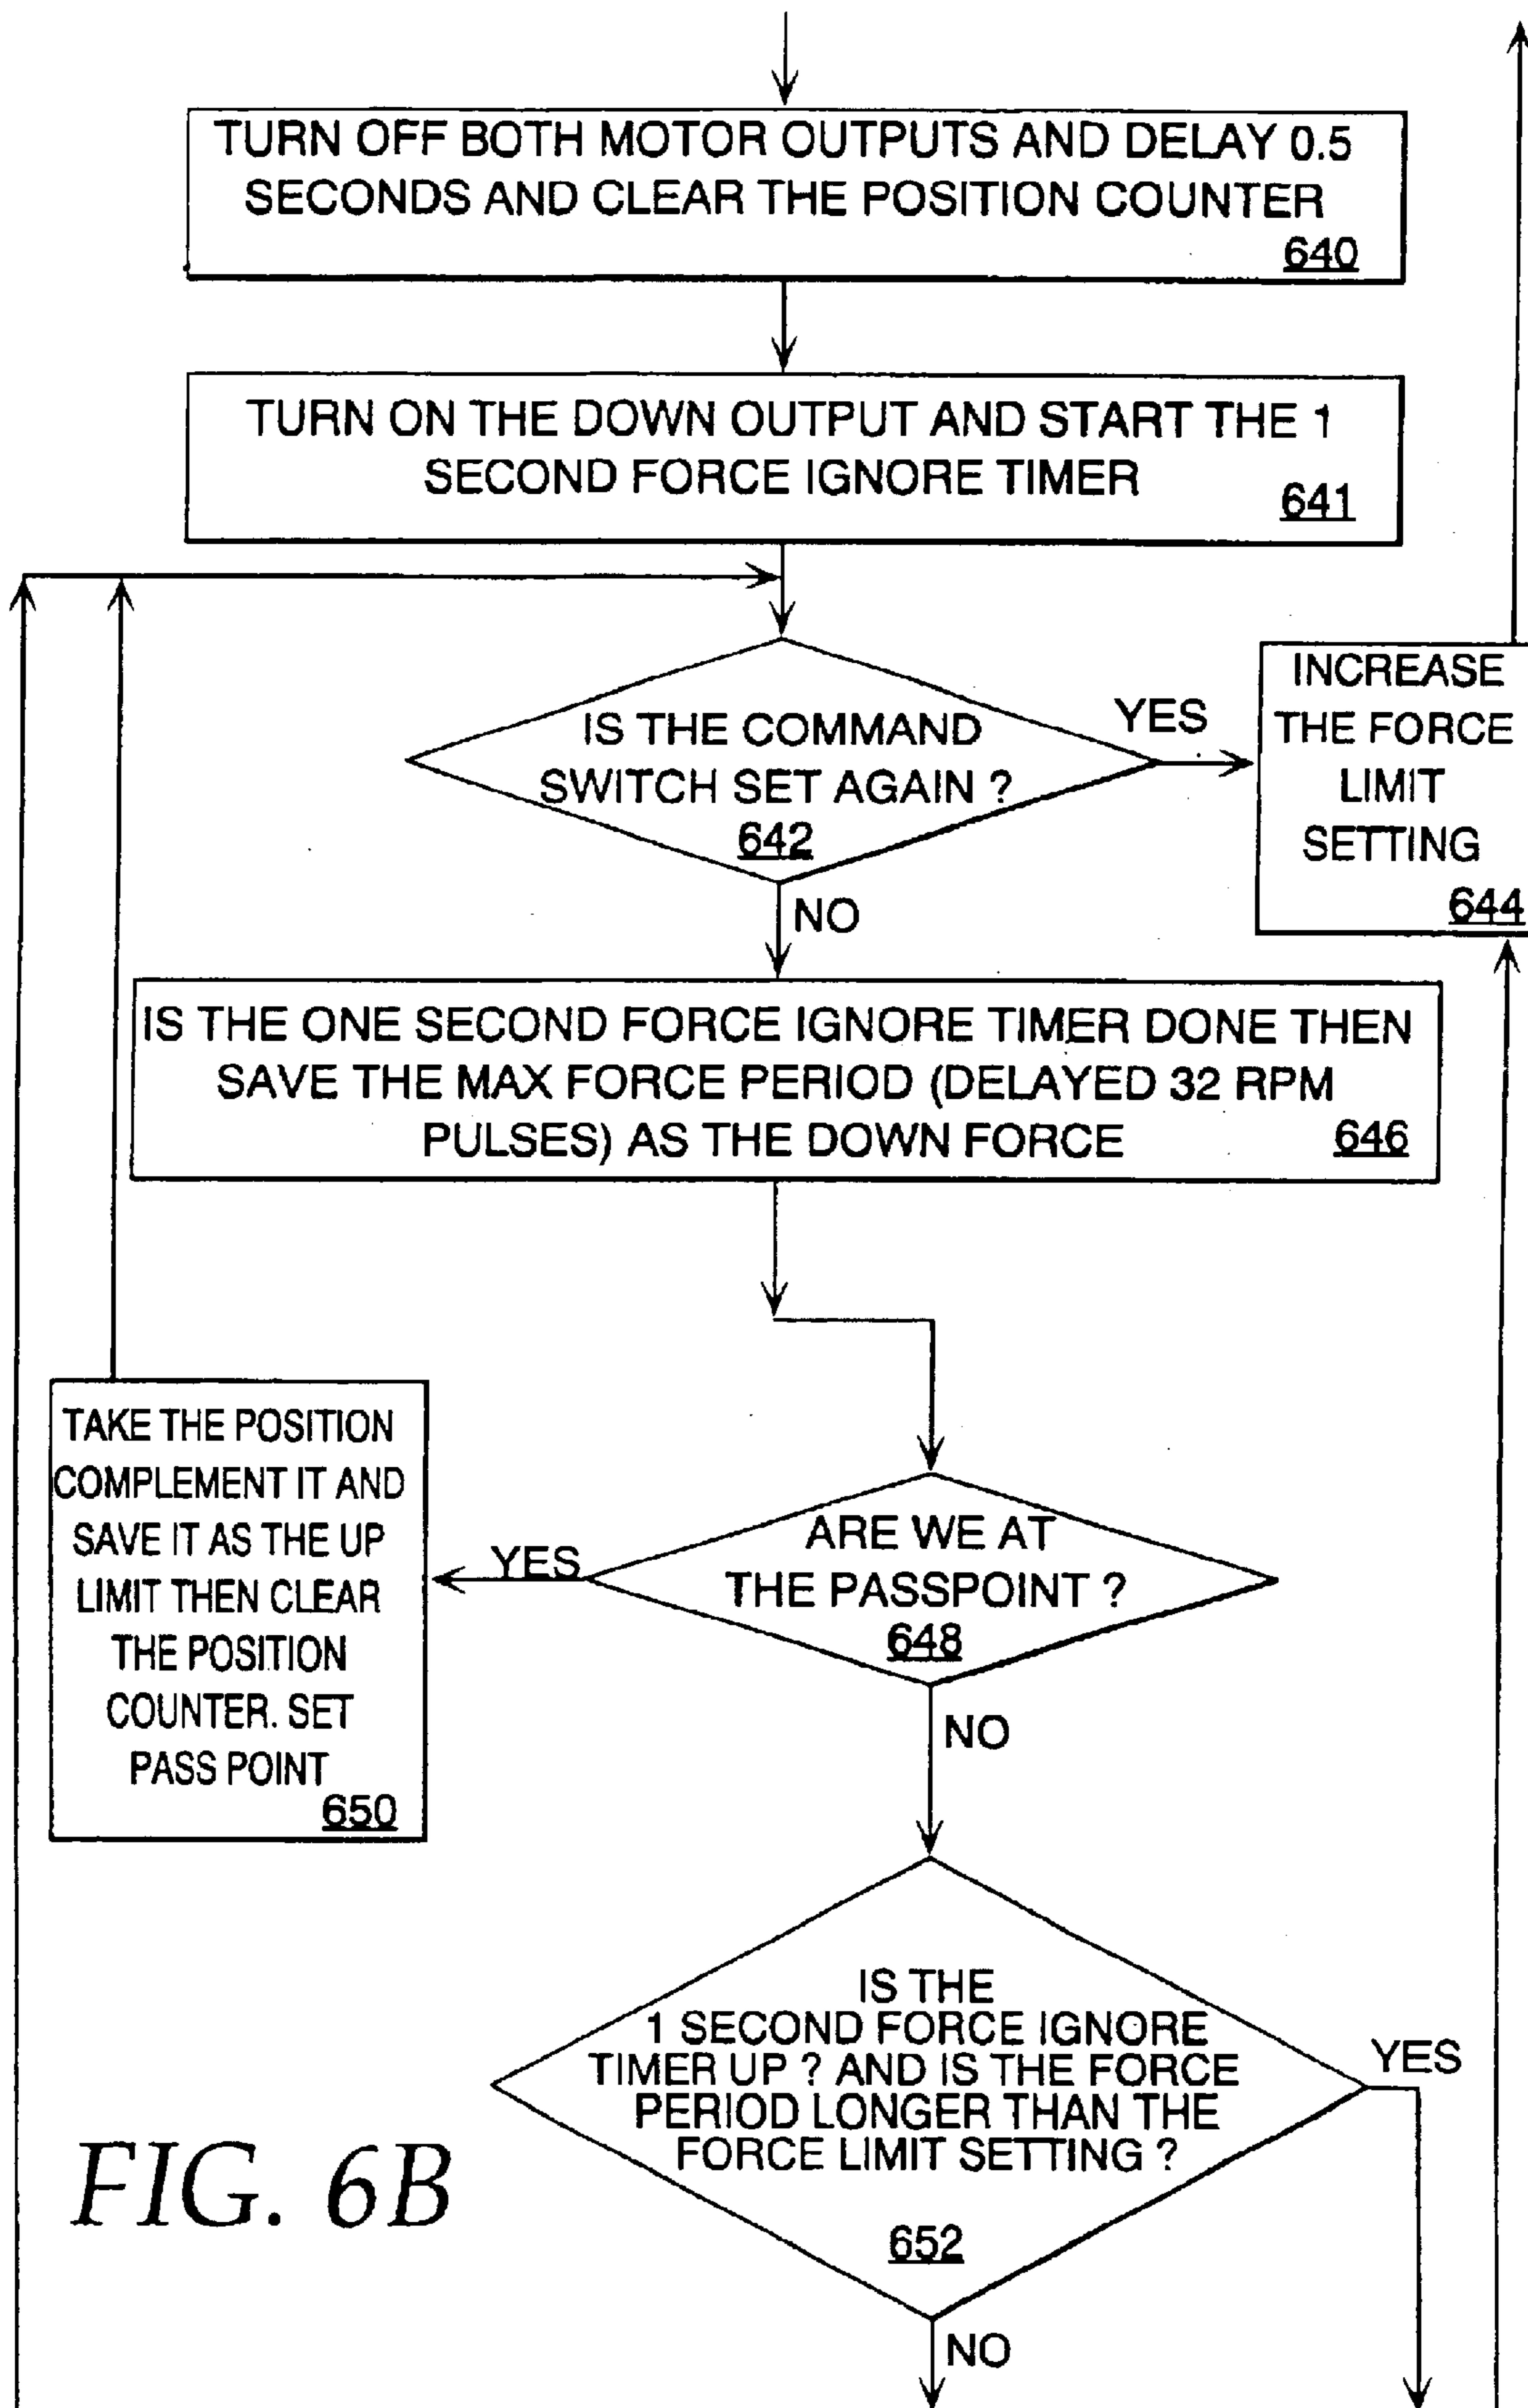 TURN OFF BOTH MOTOR OUTPUTS AND DELAY 0.5
SECONDS AND CLEAR THE POSITION COUNTER
640
TURN ON THE DOWN OUTPUT AND START THE 1
SECOND FORCE IGNORE TIMER
641
IS THE COMMAND
SWITCH SET AGAIN ?
642
YES
INCREASE
THE FORCE
LIMIT
SETTING
644
NO
IS THE ONE SECOND FORCE IGNORE TIMER DONE THEN
SAVE THE MAX FORCE PERIOD (DELAYED 32 RPM
PULSES) AS THE DOWN FORCE
646
ARE WE AT
THE PASSPOINT ?
648
YES
TAKE THE POSITION
COMPLEMENT IT AND
SAVE IT AS THE UP
LIMIT THEN CLEAR
THE POSITION
COUNTER. SET
PASS POINT
650
NO
IS THE
1 SECOND FORCE IGNORE
TIMER UP ? AND IS THE FORCE
PERIOD LONGER THAN THE
FORCE LIMIT SETTING ?
652
YES
NO
FIG. 6B